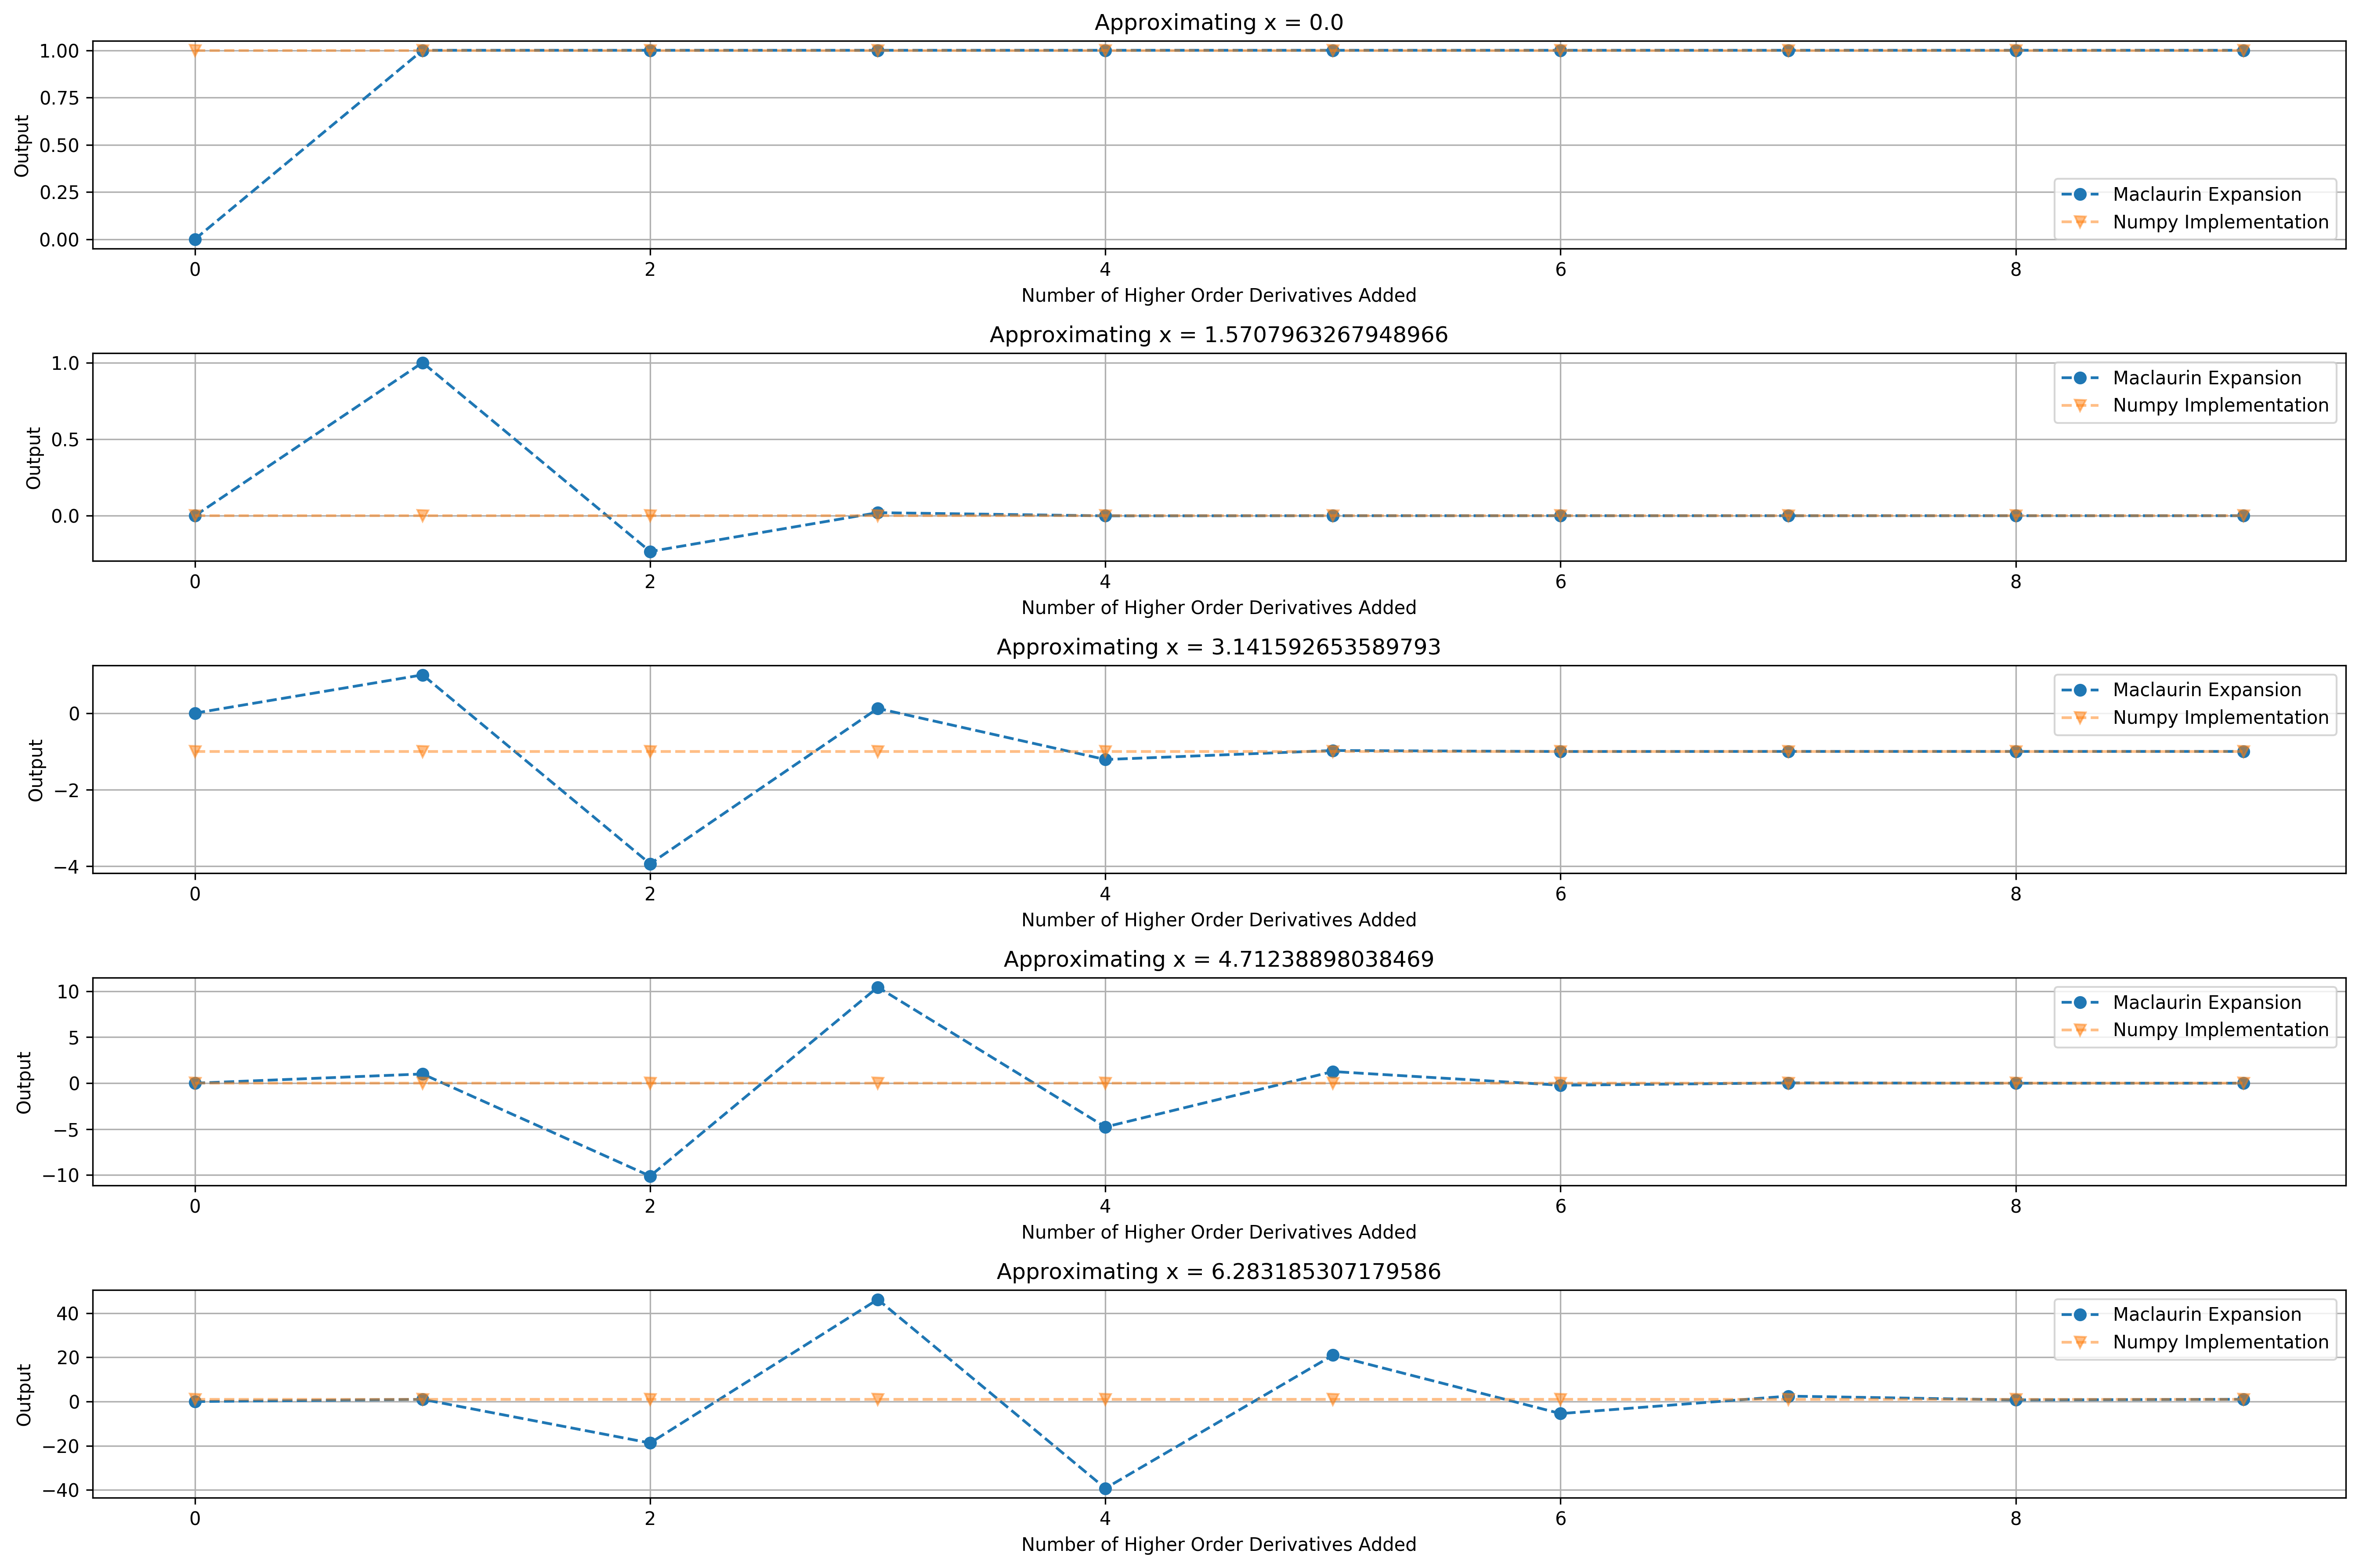 Approximating x = 0.0
1.00
0.75
0.50
0.25
0.00
Output
Maclaurin Expansion
Numpy Implementation
0 2 4 6 8
Number of Higher Order Derivatives Added
Approximating x = 1.5707963267948966
1.0
0.5
0.0
Output
Maclaurin Expansion
Numpy Implementation
0 2 4 6 8
Number of Higher Order Derivatives Added
Approximating x = 3.141592653589793
0
−2
−4
Output
Maclaurin Expansion
Numpy Implementation
0 2 4 6 8
Number of Higher Order Derivatives Added
Approximating x = 4.71238898038469
10
5
0
−5
−10
Output
Maclaurin Expansion
Numpy Implementation
0 2 4 6 8
Number of Higher Order Derivatives Added
Approximating x = 6.283185307179586
40
20
0
−20
−40
Output
Maclaurin Expansion
Numpy Implementation
0 2 4 6 8
Number of Higher Order Derivatives Added